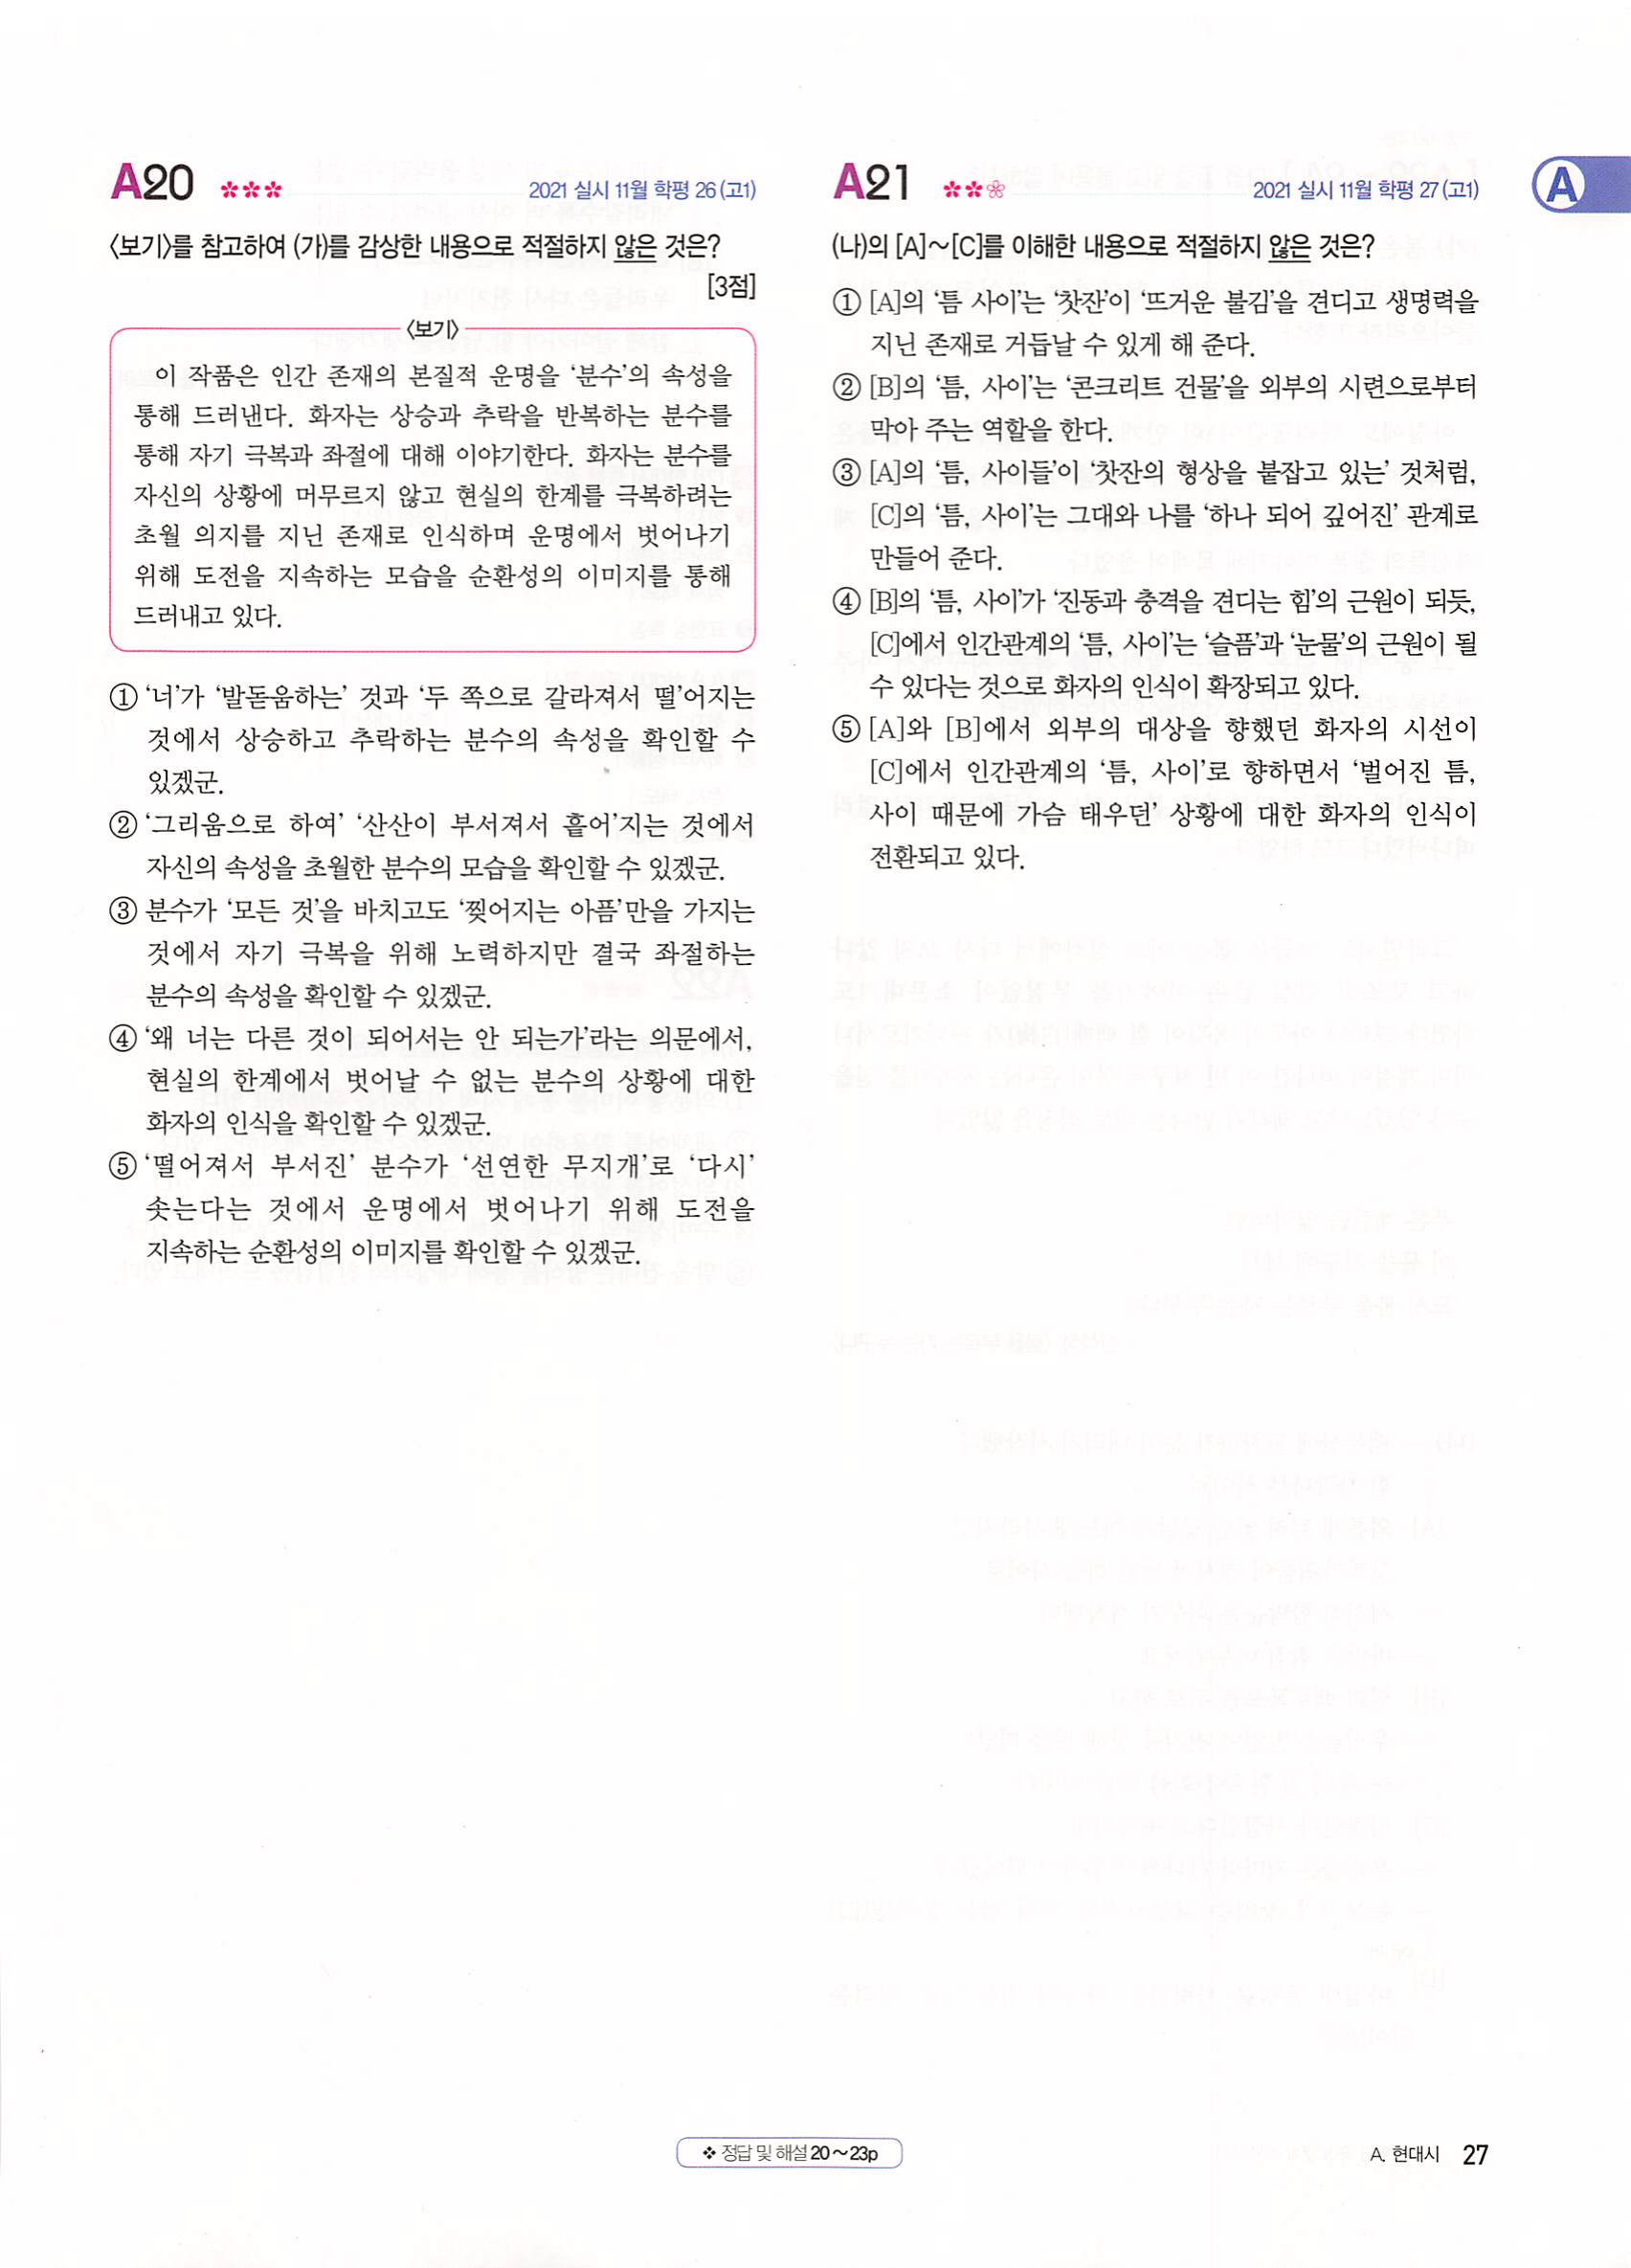 A20 ***
2021 실시 11월 학평 26(고1)
〈보기〉를 참고하여 (가)를 감상한 내용으로 적절하지 않은 것은?
[3점]
〈보기〉
이 작품은 인간 존재의 본질적 운명을 ‘분수’의 속성을
통해 드러낸다. 화자는 상승과 추락을 반복하는 분수를
통해 자기 극복과 좌절에 대해 이야기한다. 화자는 분수를
자신의 상황에 머무르지 않고 현실의 한계를 극복하려는
초월 의지를 지닌 존재로 인식하며 운명에서 벗어나기
위해 도전을 지속하는 모습을 순환성의 이미지를 통해
드러내고 있다.
① ‘너’가 ‘발돋움하는’ 것과 ‘두 쪽으로 갈라져서 떨’어지는
것에서 상승하고 추락하는 분수의 속성을 확인할 수
있겠군.
② ‘그리움으로 하여’ ‘산산이 부서져서 흩어’지는 것에서
자신의 속성을 초월한 분수의 모습을 확인할 수 있겠군.
③ 분수가 ‘모든 것’을 바치고도 ‘찢어지는 아픔’만을 가지는
것에서 자기 극복을 위해 노력하지만 결국 좌절하는
분수의 속성을 확인할 수 있겠군.
④ ‘왜 너는 다른 것이 되어서는 안 되는가’라는 의문에서,
현실의 한계에서 벗어날 수 없는 분수의 상황에 대한
화자의 인식을 확인할 수 있겠군.
⑤ ‘떨어져서 부서진’ 분수가 ‘선연한 무지개’로 ‘다시’
솟는다는 것에서 운명에서 벗어나기 위해 도전을
지속하는 순환성의 이미지를 확인할 수 있겠군.
A21 **❀
2021 실시 11월 학평 27(고1)
(나)의 [A]～[C]를 이해한 내용으로 적절하지 않은 것은?
① [A]의 ‘틈 사이’는 ‘찻잔’이 ‘뜨거운 불김’을 견디고 생명력을
지닌 존재로 거듭날 수 있게 해 준다.
② [B]의 ‘틈, 사이’는 ‘콘크리트 건물’을 외부의 시련으로부터
막아 주는 역할을 한다.
③ [A]의 ‘틈, 사이들’이 ‘찻잔의 형상을 붙잡고 있는’ 것처럼,
[C]의 ‘틈, 사이’는 그대와 나를 ‘하나 되어 깊어진’ 관계로
만들어 준다.
④ [B]의 ‘틈, 사이’가 ‘진동과 충격을 견디는 힘’의 근원이 되듯,
[C]에서 인간관계의 ‘틈, 사이’는 ‘슬픔’과 ‘눈물’의 근원이 될
수 있다는 것으로 화자의 인식이 확장되고 있다.
⑤ [A]와 [B]에서 외부의 대상을 향했던 화자의 시선이
[C]에서 인간관계의 ‘틈, 사이’로 향하면서 ‘벌어진 틈,
사이 때문에 가슴 태우던’ 상황에 대한 화자의 인식이
전환되고 있다.
A
❖ 정답 및 해설 20～23p
A. 현대시 27